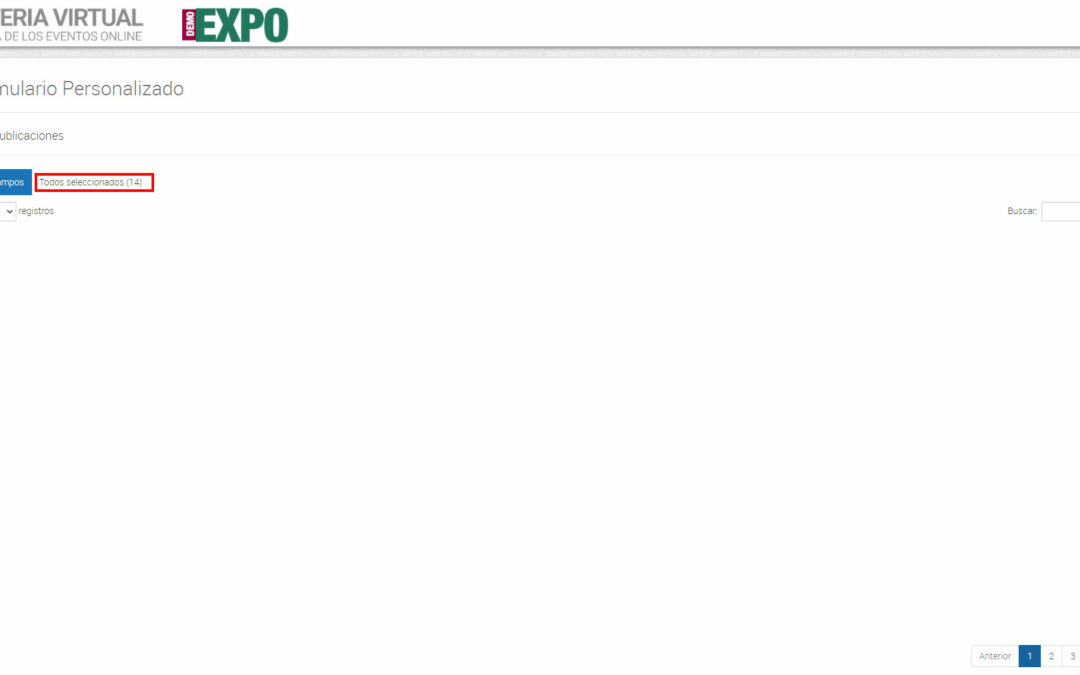 ERIA VIRTUAL
DE LOS EVENTOS ONLINE
DEMO
EXPO
mulario Personalizado
ublicaciones
mpos
Todos seleccionados (14)
registros
Buscar:
Anterior 1 2 3